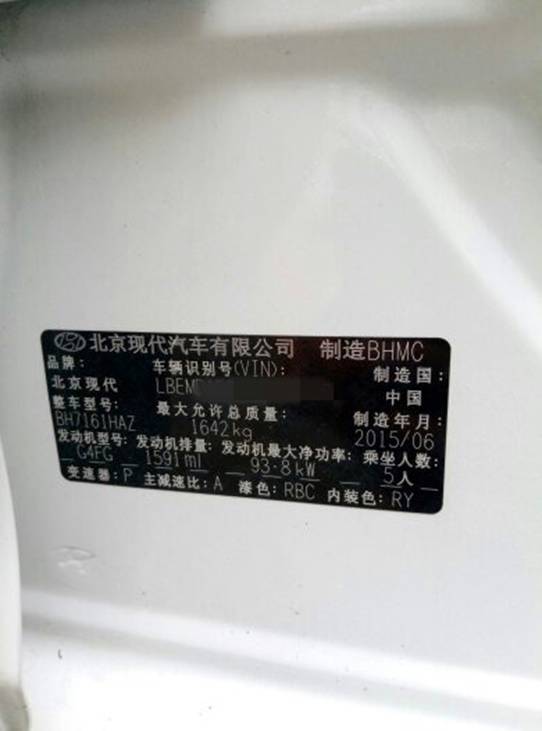 北京现代汽车有限公司 制造BHMC
品牌: 车辆识别号(VIN): 制造国:
北京现代 LBEM 中国
整车型号: 最大允许总质量: 制造年月:
BH7161HAZ 1642kg 2015/06
发动机型号: 发动机排量: 发动机最大净功率: 乘坐人数:
G4FG 1591ml 93.8kW 5人
变速器: P 主减速比: A 漆色: RBC 内装色: RY